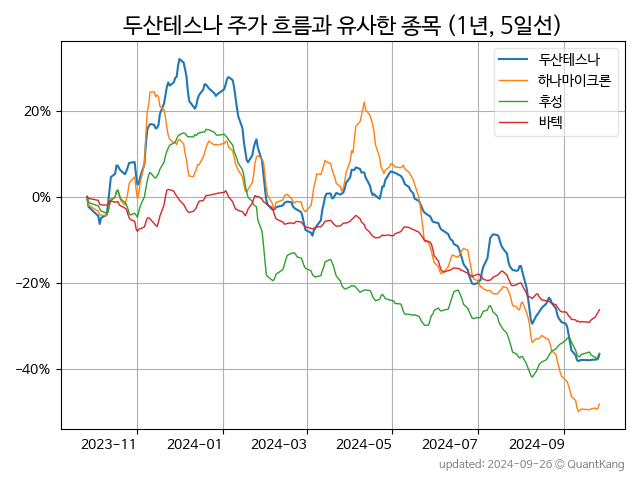 두산테스나 주가 흐름과 유사한 종목 (1년, 5일선)
두산테스나
하나마이크론
후성
바텍
20%
0%
−20%
−40%
2023-11 2024-01 2024-03 2024-05 2024-07 2024-09
updated: 2024-09-26 © QuantKang